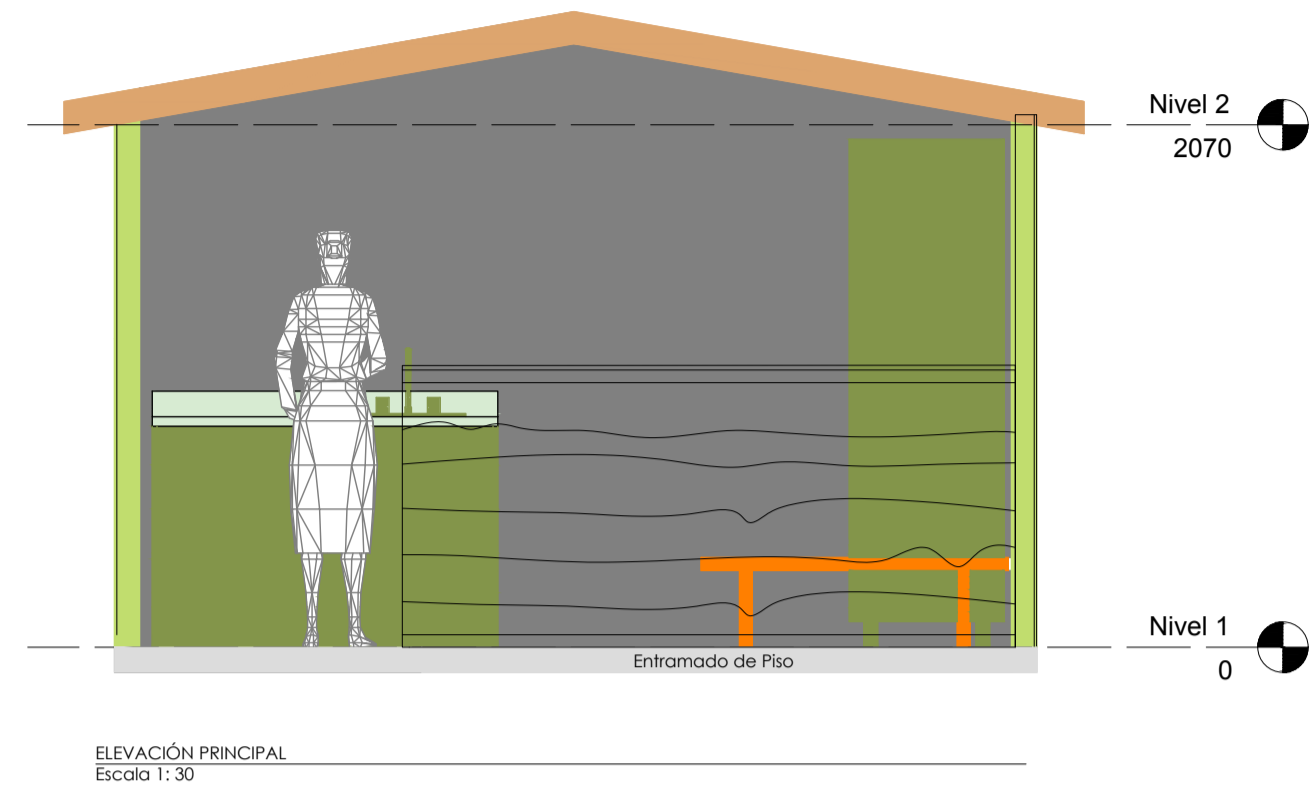 Nivel 2
2070
Nivel 1
0
Entramado de Piso
ELEVACIÓN PRINCIPAL
Escala 1: 30